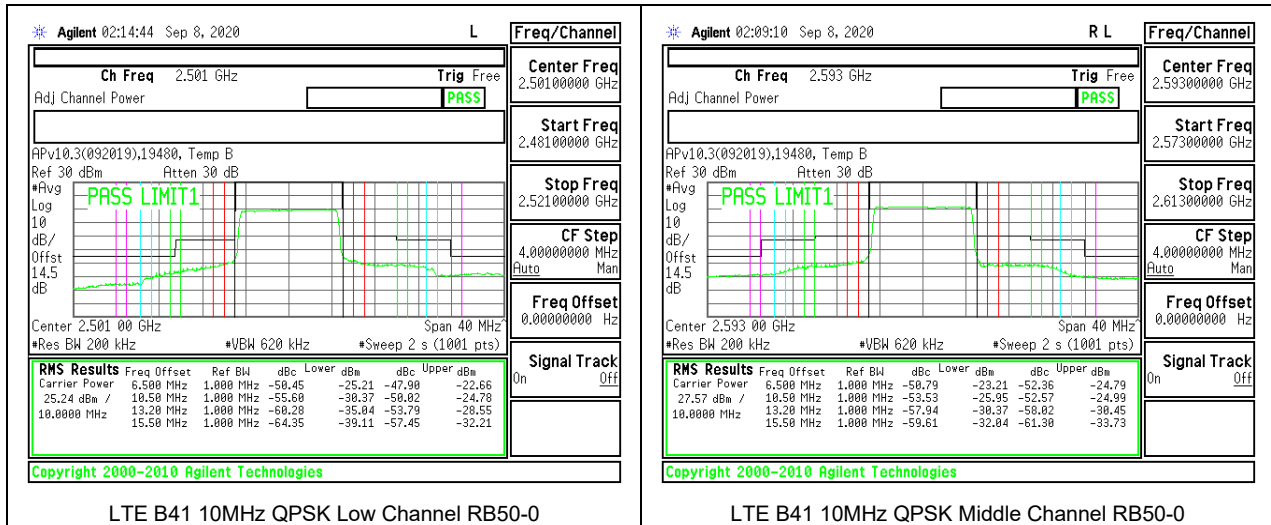 Agilent 02:14:44 Sep 8, 2020 L Freq/Channel
Ch Freq 2.501 GHz Trig Free
Adj Channel Power PASS
Center Freq
2.50100000 GHz
Start Freq
2.48100000 GHz
APv10.3(092019),19480, Temp B
Ref 30 dBm Atten 30 dB
#Avg
Log
10
dB/
Offst
14.5
dB
PASS LIMIT1
Stop Freq
2.52100000 GHz
CF Step
4.00000000 MHz
Auto Man
Freq Offset
0.00000000 Hz
Center 2.501 00 GHz Span 40 MHz^
#Res BW 200 kHz #VBW 620 kHz #Sweep 2 s (1001 pts)
Signal Track
On Off
RMS Results Freq Offset Ref BW dBc Lower dBm dBc Upper dBm
Carrier Power 6.500 MHz 1.000 MHz -50.45 -25.21 -47.90 -22.66
25.24 dBm / 10.50 MHz 1.000 MHz -55.60 -30.37 -50.02 -24.78
10.0000 MHz 13.20 MHz 1.000 MHz -60.28 -35.04 -53.79 -28.55
15.50 MHz 1.000 MHz -64.35 -39.11 -57.45 -32.21
Copyright 2000-2010 Agilent Technologies
LTE B41 10MHz QPSK Low Channel RB50-0
Agilent 02:09:10 Sep 8, 2020 R L Freq/Channel
Ch Freq 2.593 GHz Trig Free
Adj Channel Power PASS
Center Freq
2.59300000 GHz
Start Freq
2.57300000 GHz
APv10.3(092019),19480, Temp B
Ref 30 dBm Atten 30 dB
#Avg
Log
10
dB/
Offst
14.5
dB
PASS LIMIT1
Stop Freq
2.61300000 GHz
CF Step
4.00000000 MHz
Auto Man
Freq Offset
0.00000000 Hz
Center 2.593 00 GHz Span 40 MHz^
#Res BW 200 kHz #VBW 620 kHz #Sweep 2 s (1001 pts)
Signal Track
On Off
RMS Results Freq Offset Ref BW dBc Lower dBm dBc Upper dBm
Carrier Power 6.500 MHz 1.000 MHz -50.79 -23.21 -52.36 -24.79
27.57 dBm / 10.50 MHz 1.000 MHz -53.53 -25.95 -52.57 -24.99
10.0000 MHz 13.20 MHz 1.000 MHz -57.94 -30.37 -58.02 -30.45
15.50 MHz 1.000 MHz -59.61 -32.04 -61.30 -33.73
Copyright 2000-2010 Agilent Technologies
LTE B41 10MHz QPSK Middle Channel RB50-0